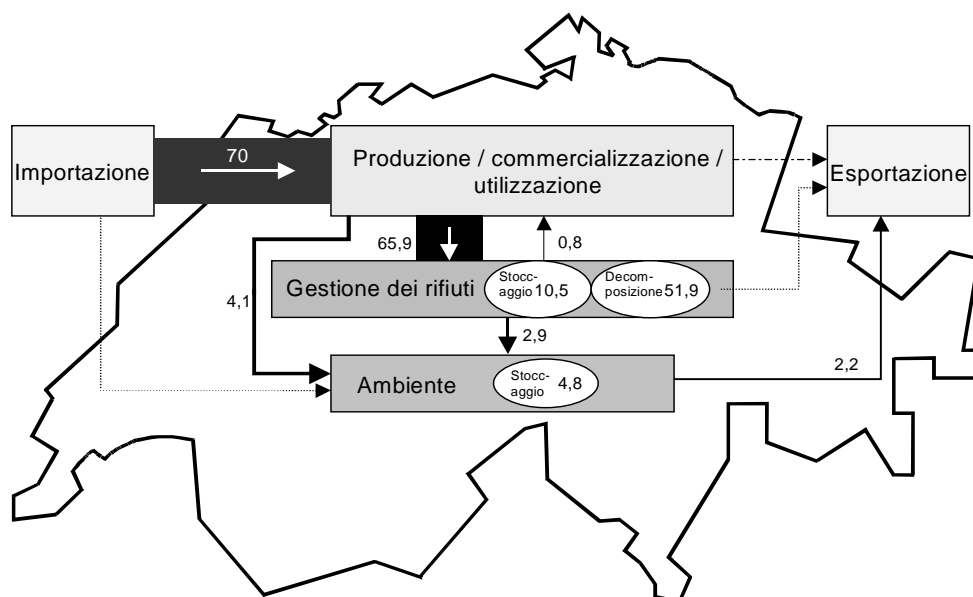 Importazione
70
Produzione / commercializzazione /
utilizzazione
Esportazione
65,9
0,8
4,1
Gestione dei rifiuti
Stocc-
aggio 10,5
Decom-
posizione 51,9
2,9
Ambiente
Stocc-
aggio 4,8
2,2